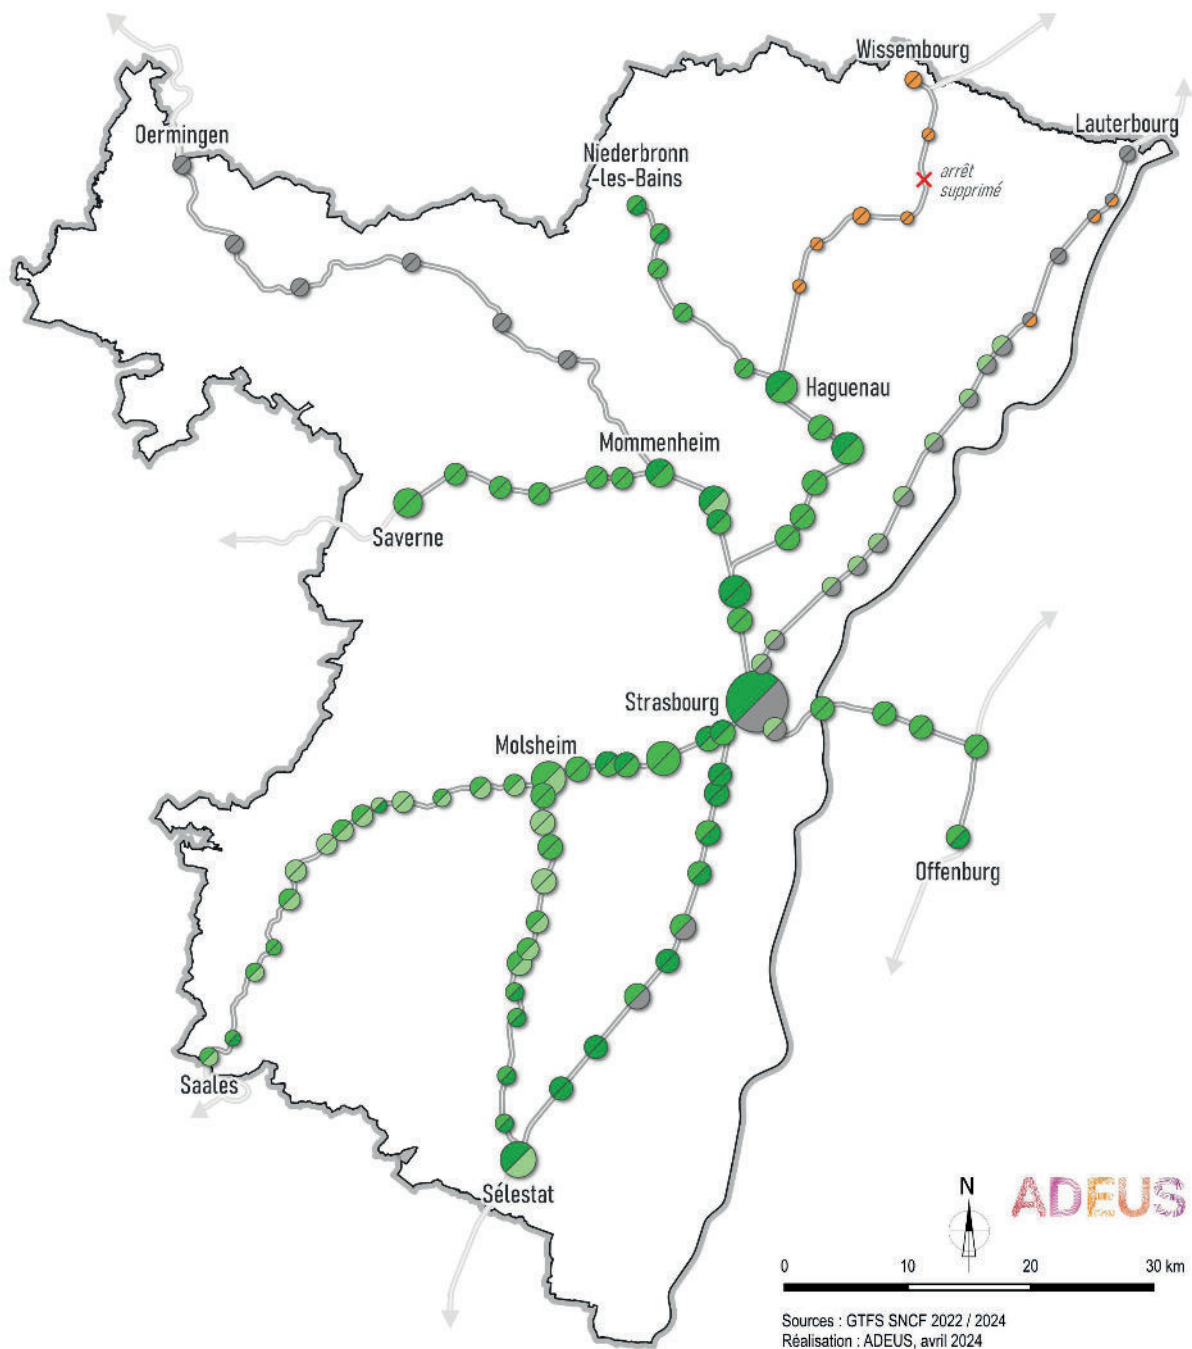 Wissembourg
Lauterbourg
Oermingen
Niederbronn
-les-Bains
arrêt
supprimé
Haguenau
Mommenheim
Saverne
Strasbourg
Molsheim
Offenburg
Saales
Sélestat
N
ADEUS
0 10 20 30 km
Sources : GTFS SNCF 2022 / 2024
Réalisation : ADEUS, avril 2024